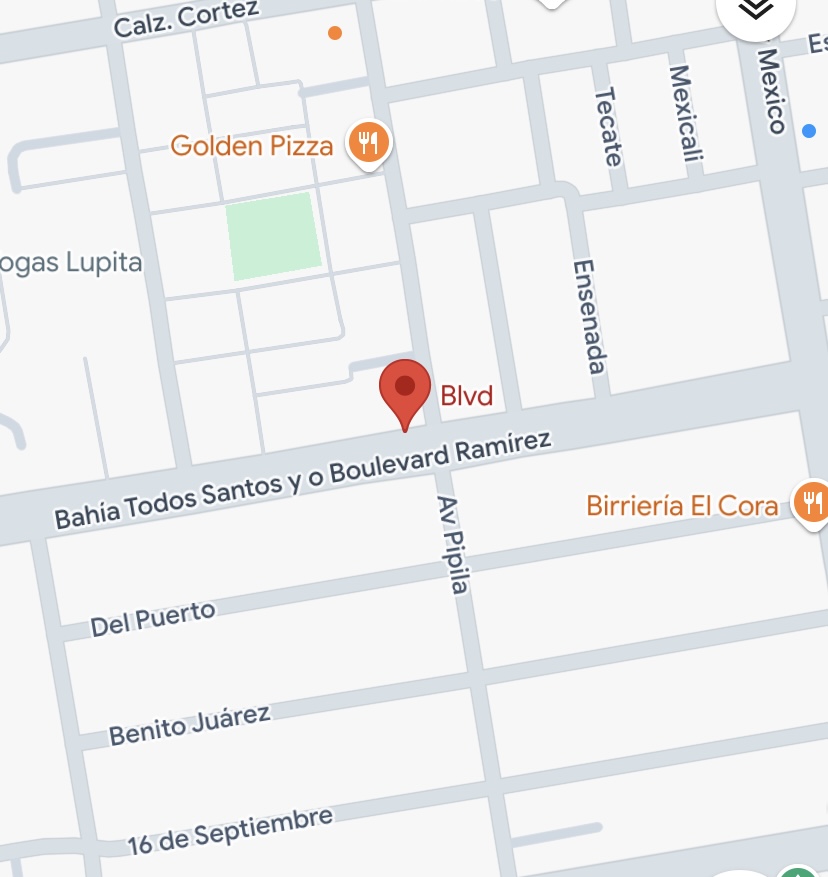 Calz. Cortez
Es
Mexico
Mexicali
Tecate
Golden Pizza
ogas Lupita
Ensenada
Blvd
Bahía Todos Santos y o Boulevard Ramírez
Birriería El Cora
Av Pipila
Del Puerto
Benito Juárez
16 de Septiembre